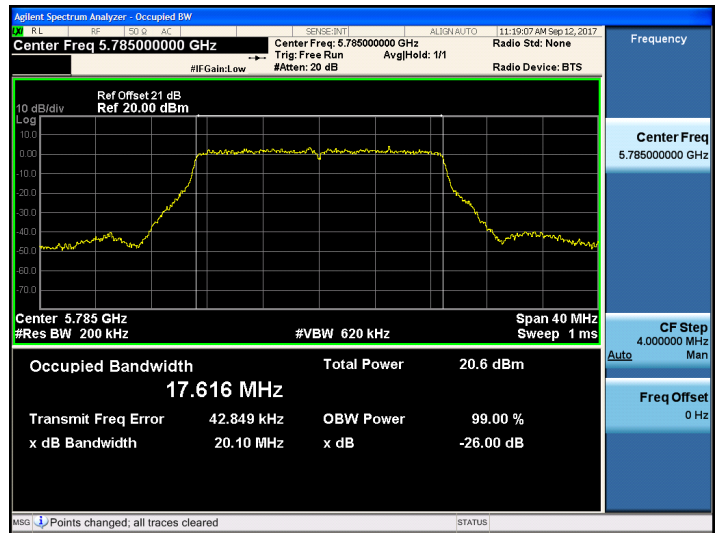 Agilent Spectrum Analyzer - Occupied BW
RL RF 50 Ω AC SENSE:INT ALIGN AUTO 11:19:07 AM Sep 12, 2017
Center Freq 5.785000000 GHz
Center Freq: 5.785000000 GHz
Radio Std: None
Trig: Free Run Avg|Hold: 1/1
#IFGain:Low
#Atten: 20 dB
Radio Device: BTS
Frequency
Ref Offset 21 dB
10 dB/div Ref 20.00 dBm
Log
10.0
0.00
-10.0
-20.0
-30.0
-40.0
-50.0
-60.0
-70.0
Center Freq
5.785000000 GHz
Center 5.785 GHz
Span 40 MHz
#Res BW 200 kHz
#VBW 620 kHz
Sweep 1 ms
CF Step
4.000000 MHz
Auto Man
Occupied Bandwidth
17.616 MHz
Total Power 20.6 dBm
Transmit Freq Error 42.849 kHz
OBW Power 99.00 %
x dB Bandwidth 20.10 MHz
x dB -26.00 dB
Freq Offset
0 Hz
MSG Points changed; all traces cleared
STATUS